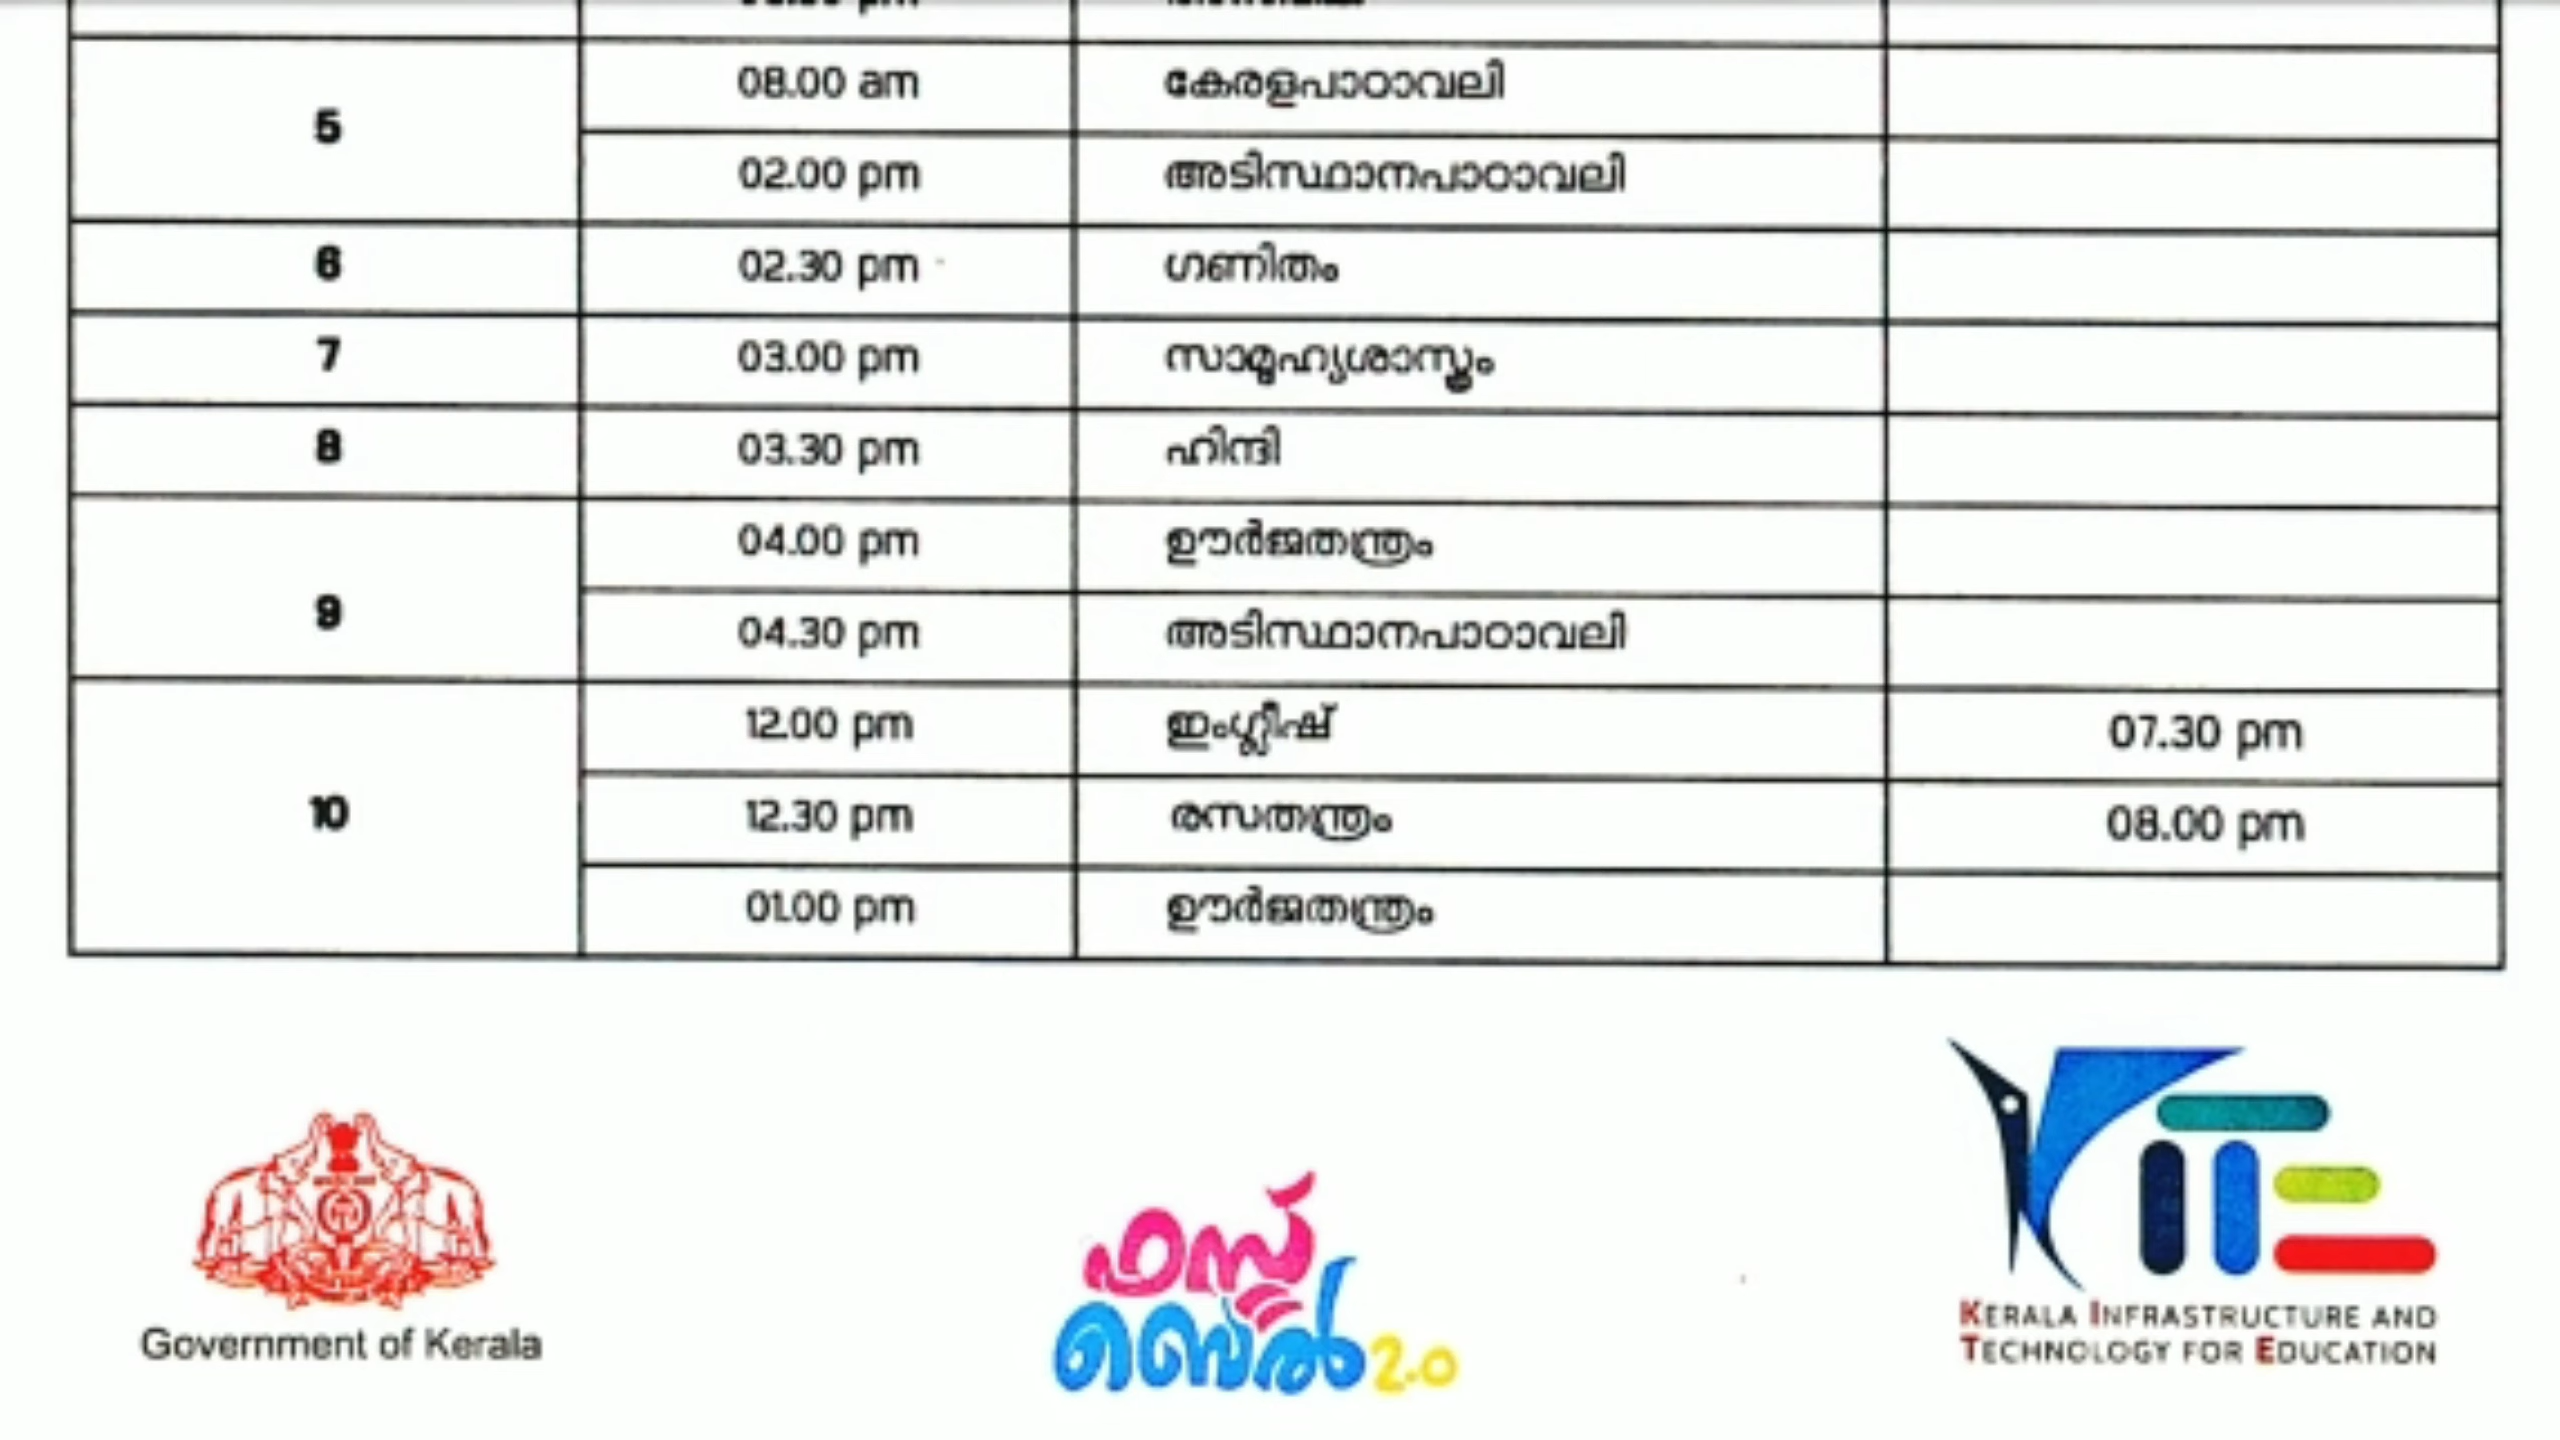 5
08.00 am കേരളപാഠാവലി
02.00 pm അടിസ്ഥാനപാഠാവലി
6 02.30 pm ഗണിതം
7 03.00 pm സാമൂഹ്യശാസ്ത്രം
8 03.30 pm ഹിന്ദി
9
04.00 pm ഊർജതന്ത്രം
04.30 pm അടിസ്ഥാനപാഠാവലി
10
12.00 pm ഇംഗ്ലീഷ് 07.30 pm
12.30 pm രസതന്ത്രം 08.00 pm
01.00 pm ഊർജതന്ത്രം
Government of Kerala
ഫസ്റ്റ്
ബെൽ 2.0
KITE
KERALA INFRASTRUCTURE AND
TECHNOLOGY FOR EDUCATION